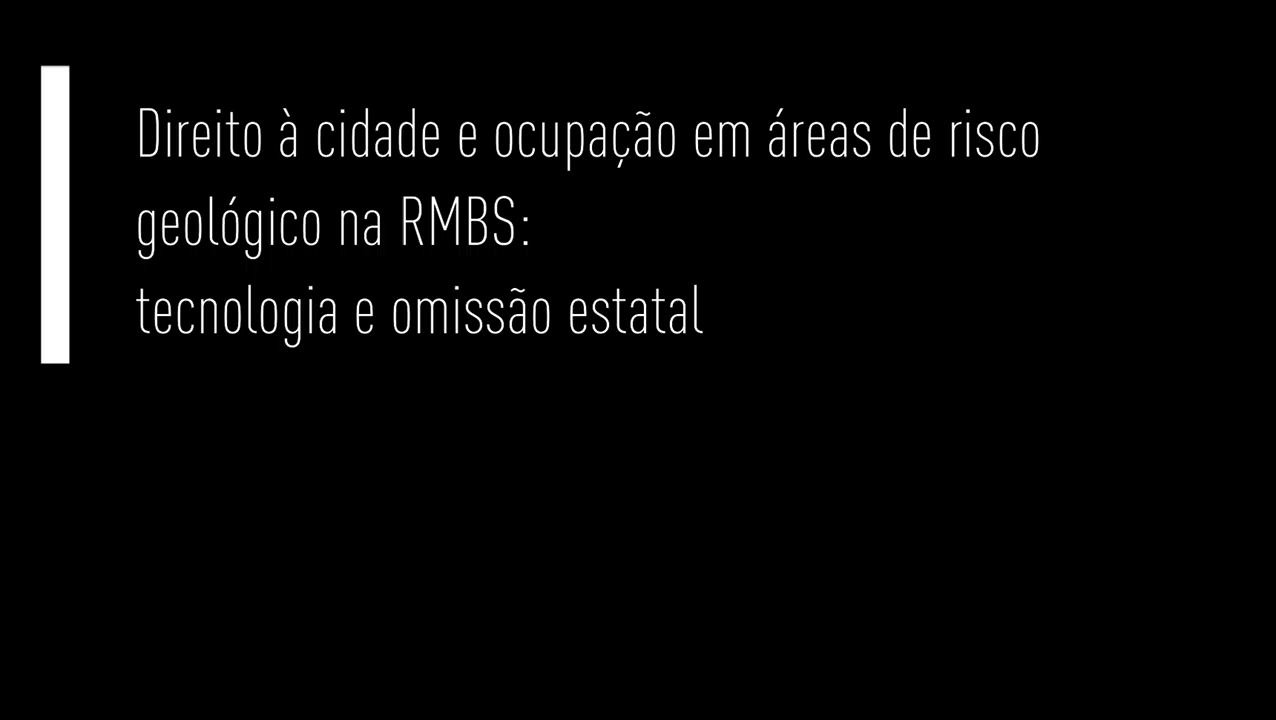 Direito à cidade e ocupação em áreas de risco
geológico na RMBS:
tecnologia e omissão estatal